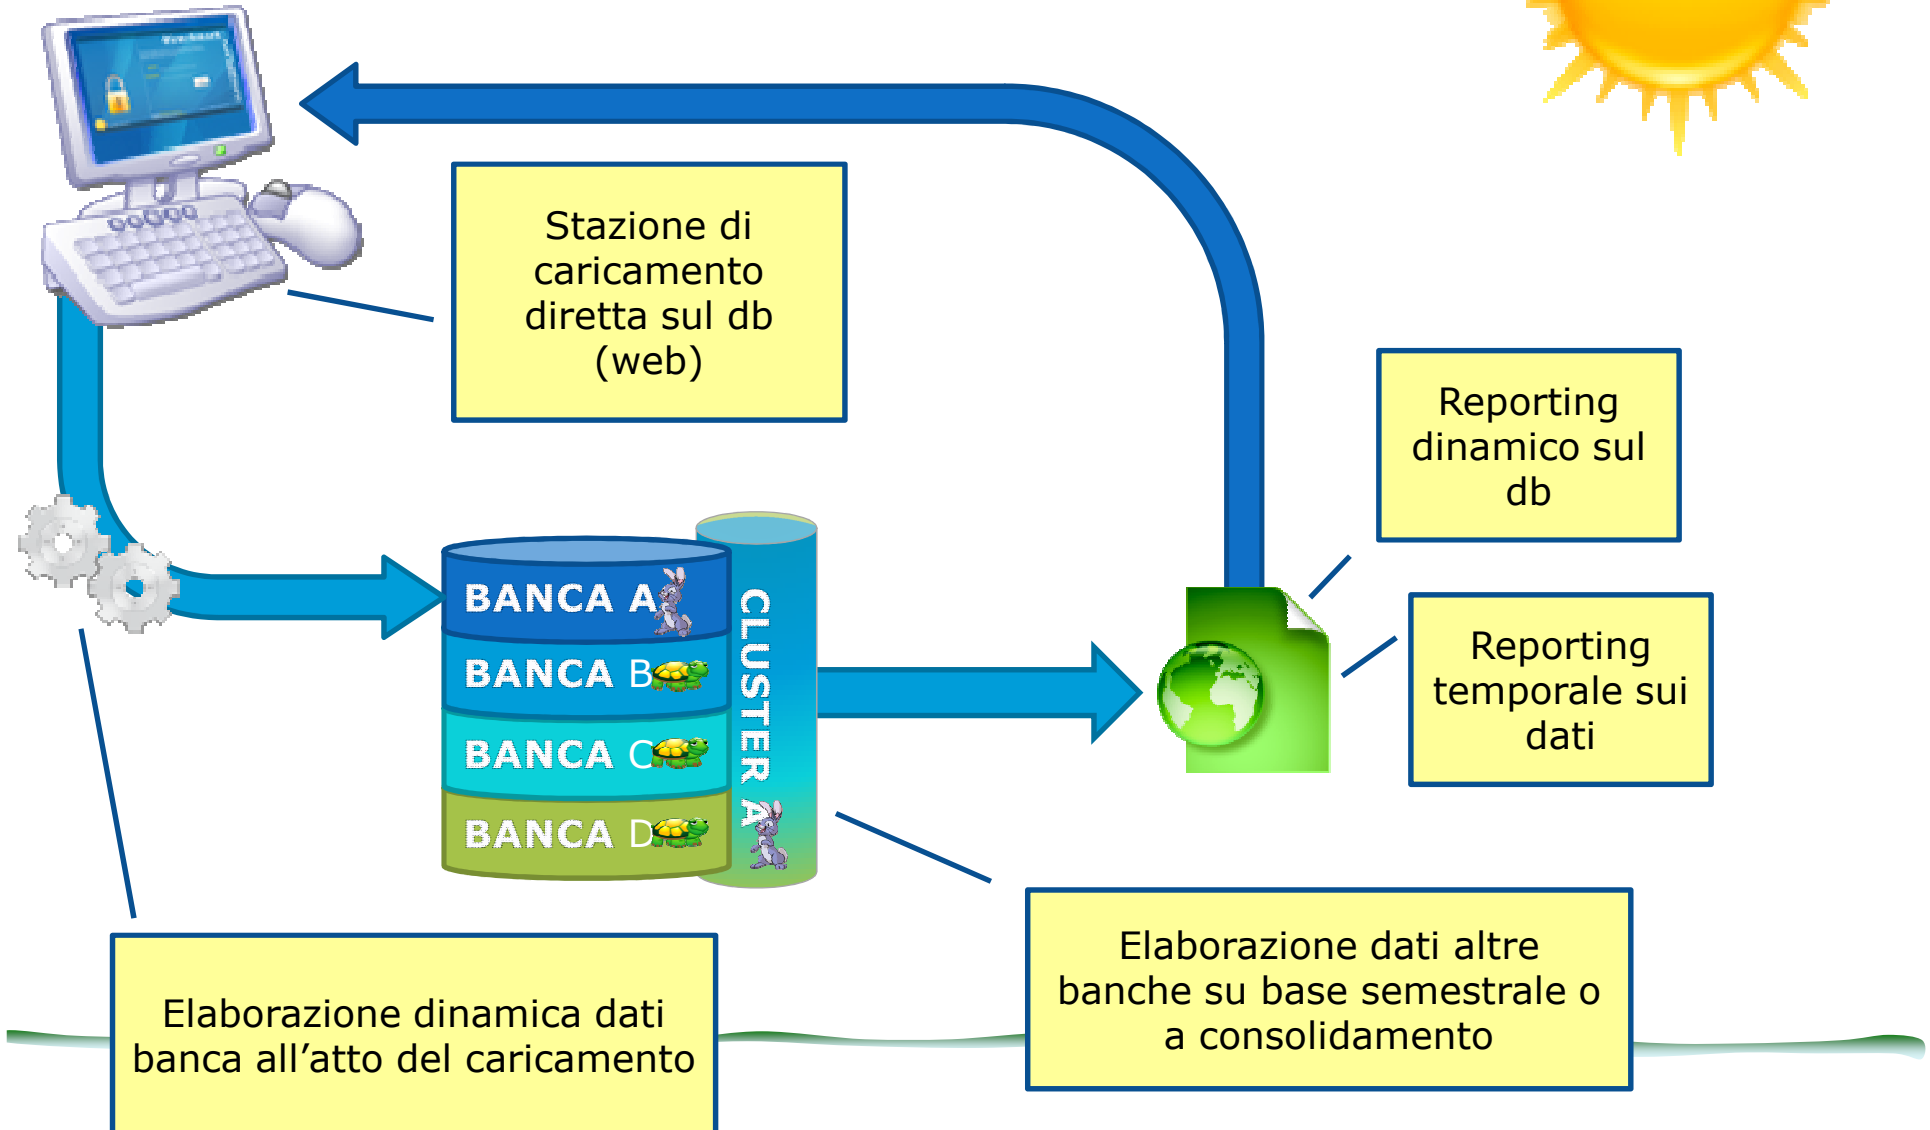 Stazione di
caricamento
diretta sul db
(web)
Reporting
dinamico sul
db
BANCA A
BANCA B
BANCA C
BANCA D
CLUSTER A
Reporting
temporale sui
dati
Elaborazione dati altre
banche su base semestrale o
a consolidamento
Elaborazione dinamica dati
banca all’atto del caricamento